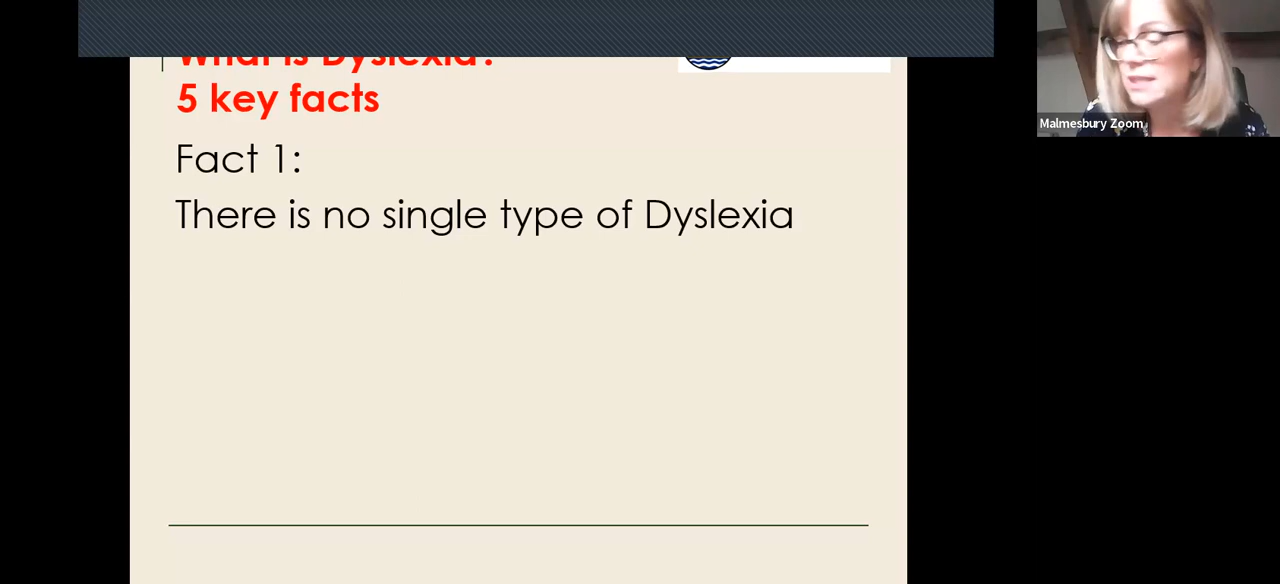 What is Dyslexia?
5 key facts
Fact 1:
There is no single type of Dyslexia
Malmesbury Zoom